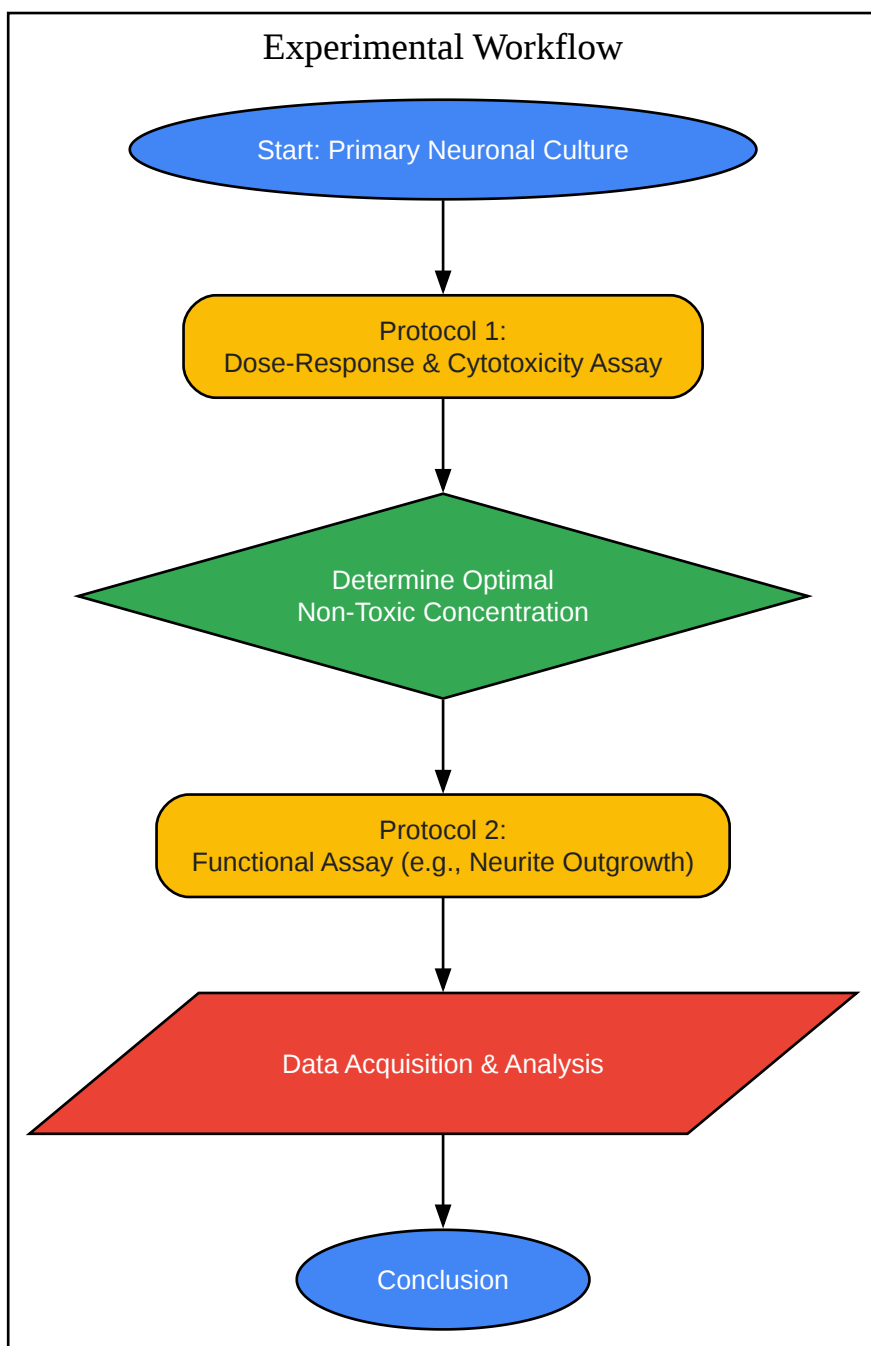 Experimental Workflow
Start: Primary Neuronal Culture
Protocol 1:
Dose-Response & Cytotoxicity Assay
Determine Optimal
Non-Toxic Concentration
Protocol 2:
Functional Assay (e.g., Neurite Outgrowth)
Data Acquisition & Analysis
Conclusion